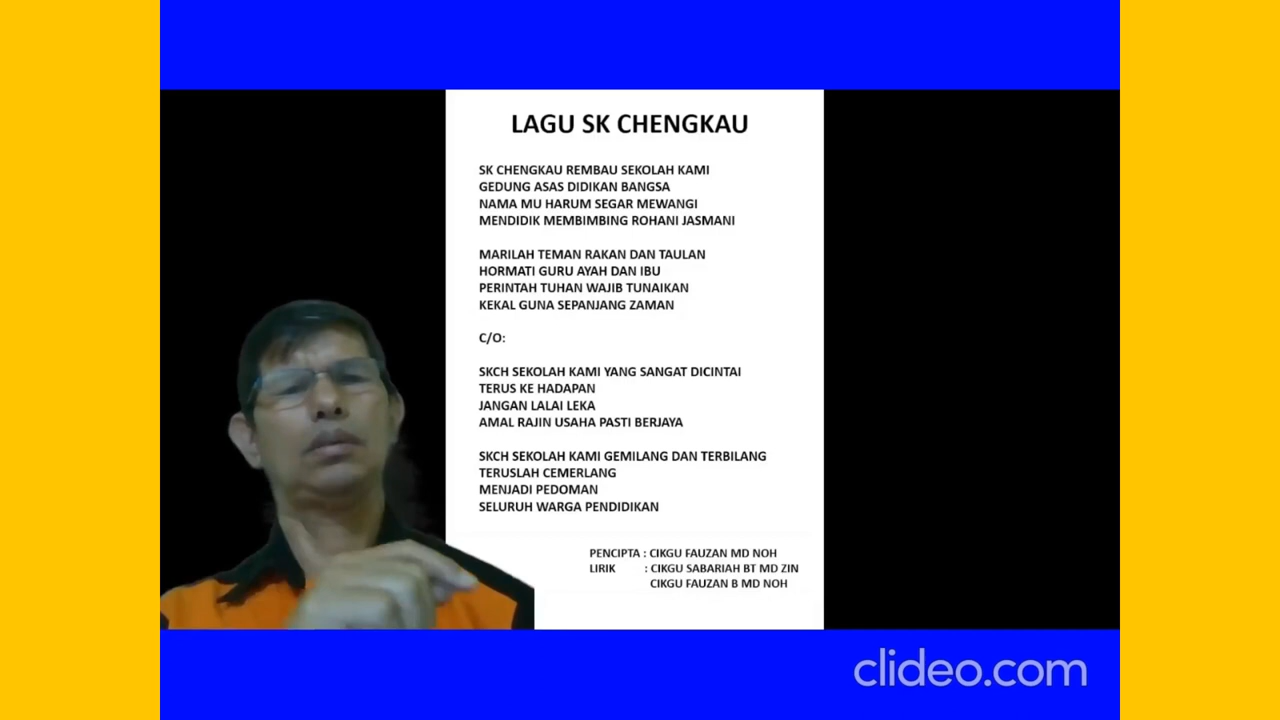 LAGU SK CHENGKAU
SK CHENGKAU REMBAU SEKOLAH KAMI
GEDUNG ASAS DIDIKAN BANGSA
NAMA MU HARUM SEGAR MEWANGI
MENDIDIK MEMBIMBING ROHANI JASMANI
MARILAH TEMAN RAKAN DAN TAULAN
HORMATI GURU AYAH DAN IBU
PERINTAH TUHAN WAJIB TUNAIKAN
KEKAL GUNA SEPANJANG ZAMAN
C/O:
SKCH SEKOLAH KAMI YANG SANGAT DICINTAI
TERUS KE HADAPAN
JANGAN LALAI LEKA
AMAL RAJIN USAHA PASTI BERJAYA
SKCH SEKOLAH KAMI GEMILANG DAN TERBILANG
TERUSLAH CEMERLANG
MENJADI PEDOMAN
SELURUH WARGA PENDIDIKAN
PENCIPTA : CIKGU FAUZAN MD NOH
LIRIK : CIKGU SABARIAH BT MD ZIN
CIKGU FAUZAN B MD NOH
clideo.com